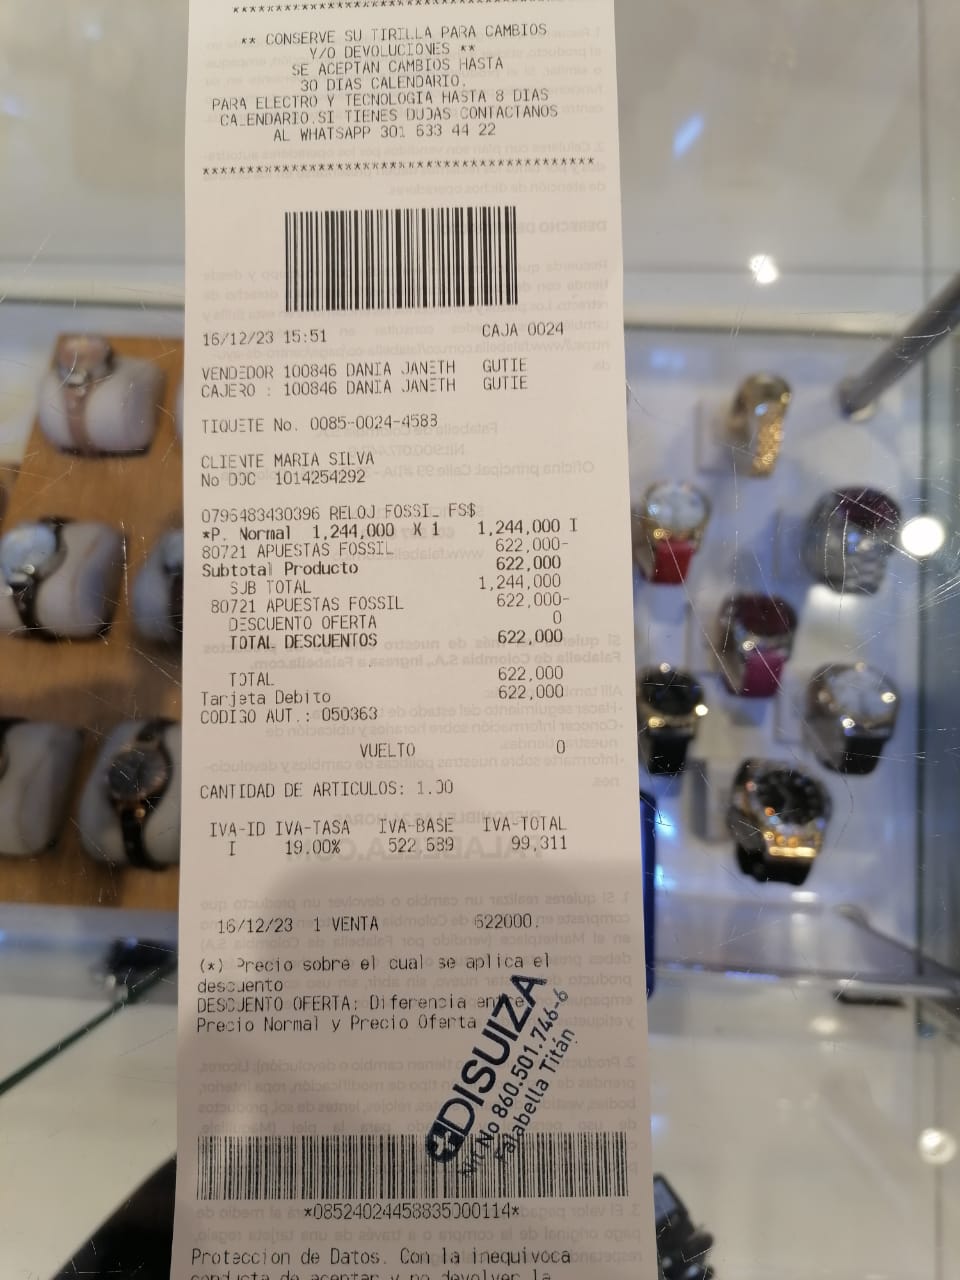 ** CONSERVE SU TIRILLA PARA CAMBIOS
Y/O DEVOLUCIONES **
SE ACEPTAN CAMBIOS HASTA
30 DIAS CALENDARIO.
PARA ELECTRO Y TECNOLOGIA HASTA 8 DIAS
CALENDARIO.SI TIENES DUDAS CONTACTANOS
AL WHATSAPP 301 633 44 22
16/12/23 15:51 CAJA 0024
VENDEDOR 100846 DANIA JANETH GUTIE
CAJERO : 100846 DANIA JANETH GUTIE
TIQUETE No. 0085-0024-4583
CLIENTE MARIA SILVA
No DOC 1014254292
0796483430396 RELOJ FOSSIL FS$
*P. Normal 1,244,000 X 1 1,244,000 I
80721 APUESTAS FOSSIL 622,000-
Subtotal Producto 622,000
SUB TOTAL 1,244,000
80721 APUESTAS FOSSIL 622,000-
DESCUENTO OFERTA 0
TOTAL DESCUENTOS 622,000
TOTAL 622,000
Tarjeta Debito 622,000
CODIGO AUT.: 050363
VUELTO 0
CANTIDAD DE ARTICULOS: 1.00
IVA-ID IVA-TASA IVA-BASE IVA-TOTAL
I 19.00% 522,689 99,311
16/12/23 1 VENTA 622000.
(*) Precio sobre el cual se aplica el
descuento
DESCUENTO OFERTA: Diferencia entre
Precio Normal y Precio Oferta
DISUIZA
Nit No 860.501.746-6
Falabella Titán
*08524024458835000114*
Proteccion de Datos. Con la inequivoca
conducta de aceptar y no devolver la